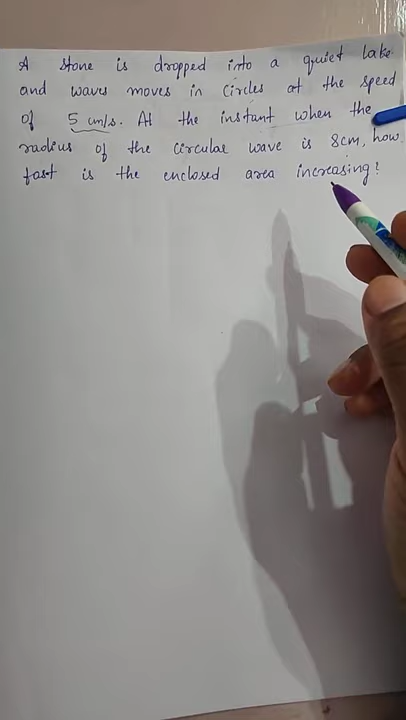 A stone is dropped into a quiet lake
and waves moves in circles at the speed
of 5 cm/s. At the instant when the
radius of the circular wave is 8cm, how
fast is the enclosed area increasing?